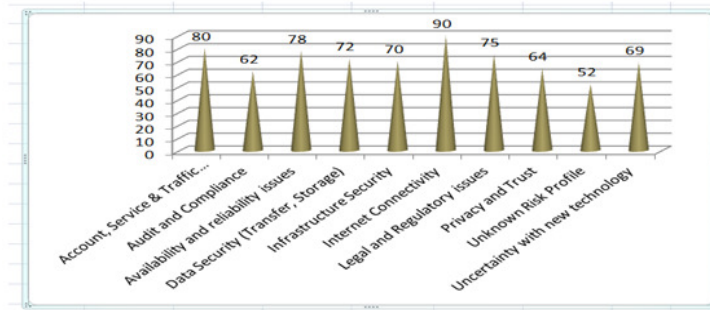 90
80
70
60
50
40
30
20
10
0
80
62
78
72
70
90
75
64
52
69
Account, Service & Traffic...
Audit and Compliance
Availability and reliability issues
Data Security (Transfer, Storage)
Infrastructure Security
Internet Connectivity
Legal and Regulatory issues
Privacy and Trust
Unknown Risk Profile
Uncertainty with new technology